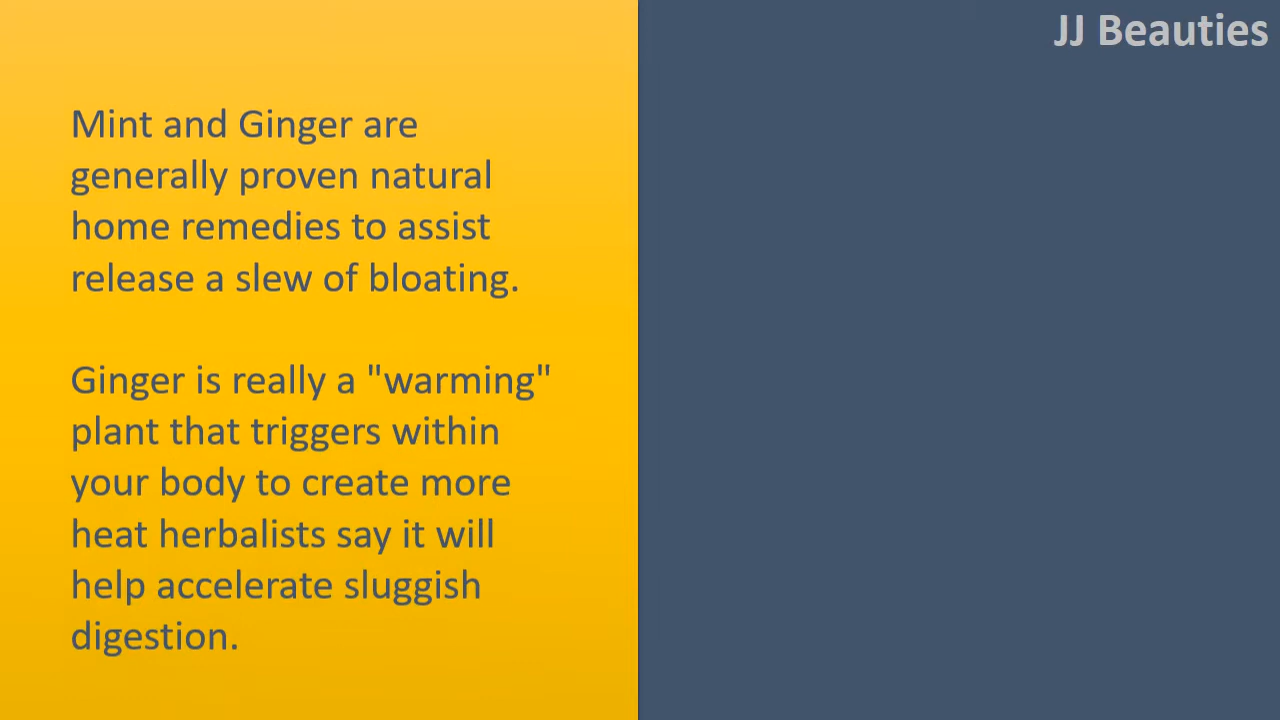 JJ Beauties
Mint and Ginger are
generally proven natural
home remedies to assist
release a slew of bloating.
Ginger is really a "warming"
plant that triggers within
your body to create more
heat herbalists say it will
help accelerate sluggish
digestion.